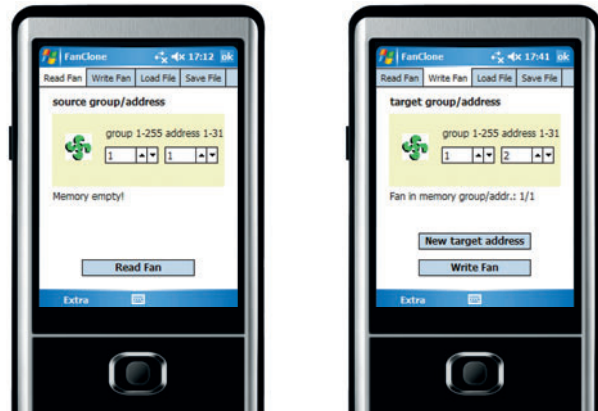 FanClone 17:12 ok
Read Fan Write Fan Load File Save File
source group/address
group 1-255 address 1-31
1 1
Memory empty!
Read Fan
Extra
FanClone 17:41 ok
Read Fan Write Fan Load File Save File
target group/address
group 1-255 address 1-31
1 2
Fan in memory group/addr.: 1/1
New target address
Write Fan
Extra